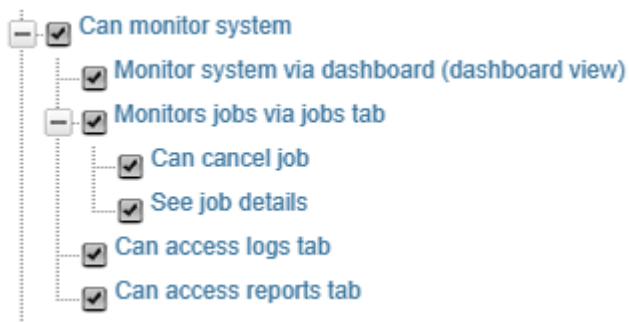 Can monitor system
Monitor system via dashboard (dashboard view)
Monitors jobs via jobs tab
Can cancel job
See job details
Can access logs tab
Can access reports tab